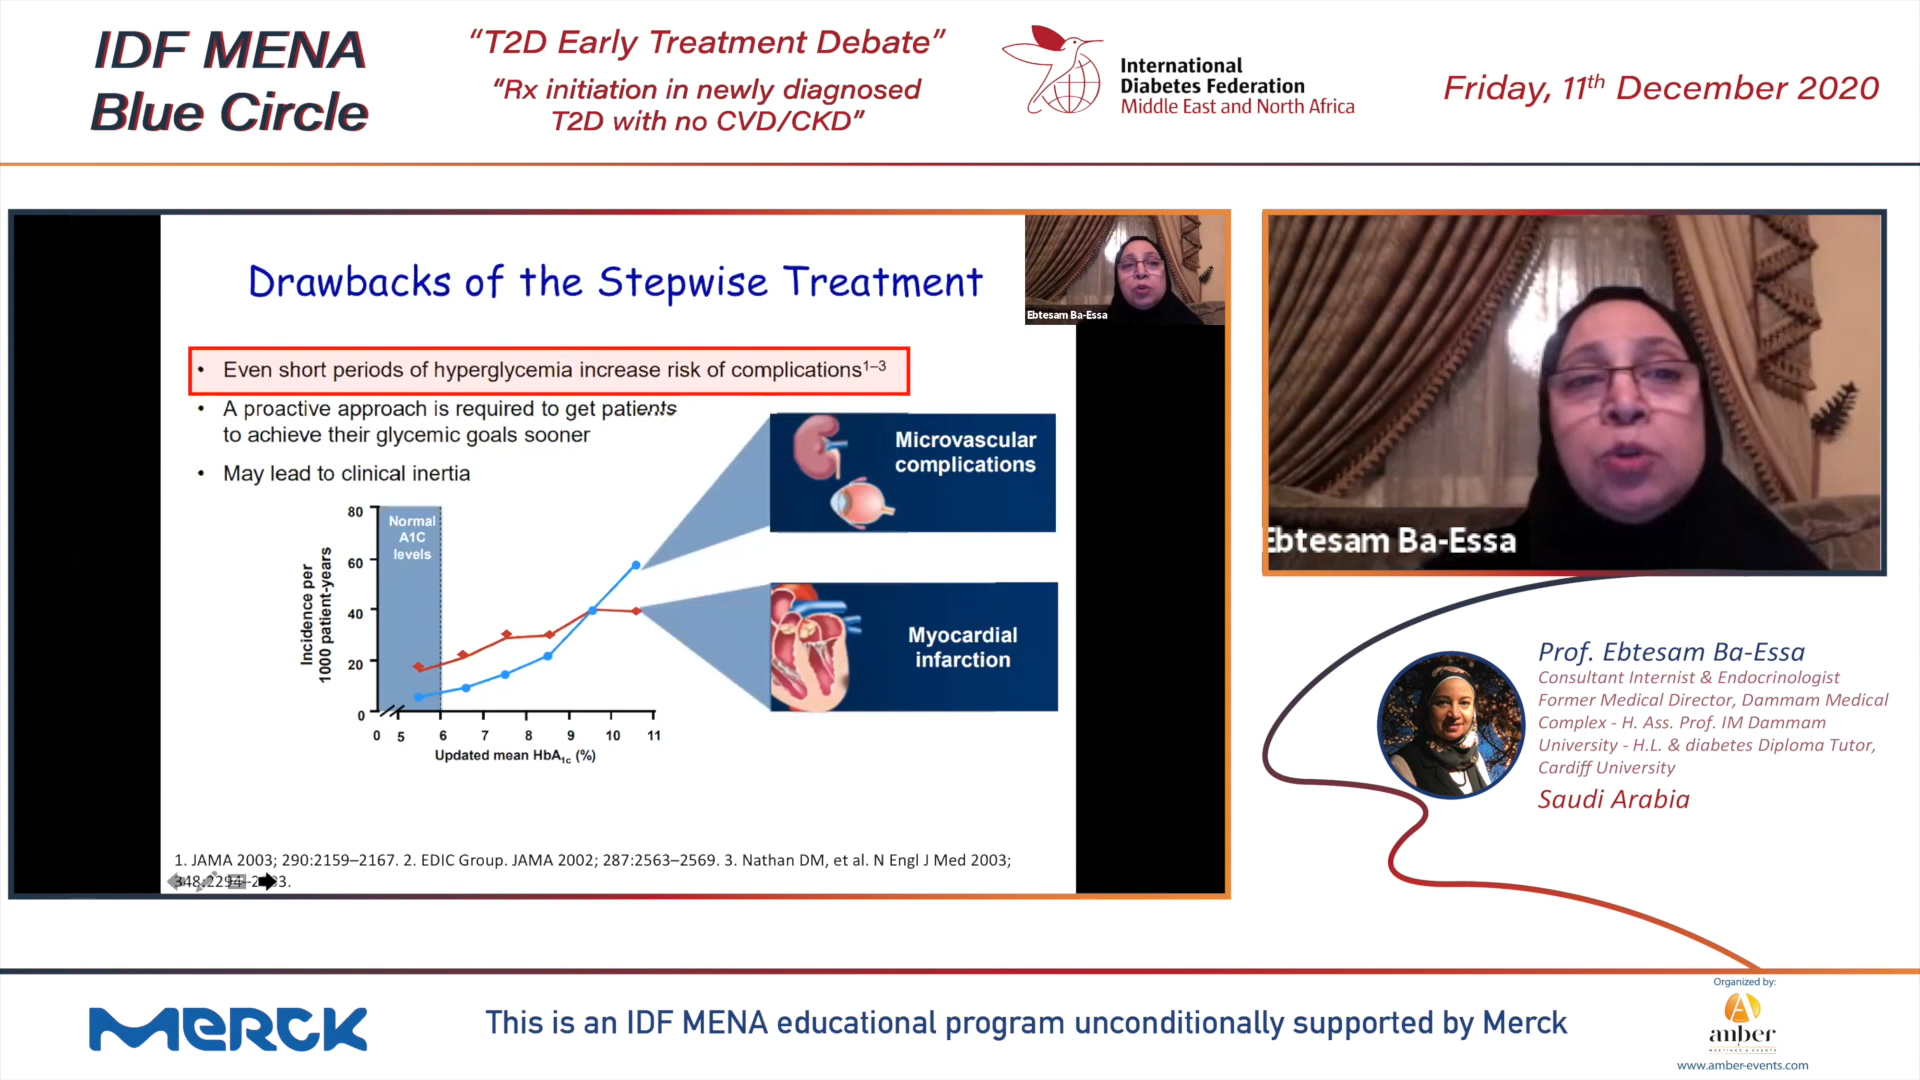 IDF MENA
Blue Circle
“T2D Early Treatment Debate”
“Rx initiation in newly diagnosed
T2D with no CVD/CKD”
International
Diabetes Federation
Middle East and North Africa
Friday, 11th December 2020
Drawbacks of the Stepwise Treatment
Ebtesam Ba-Essa
• Even short periods of hyperglycemia increase risk of complications1–3
• A proactive approach is required to get patients
to achieve their glycemic goals sooner
• May lead to clinical inertia
Microvascular
complications
Myocardial
infarction
Normal
A1C
levels
Incidence per
1000 patient-years
80
60
40
20
0
0 5 6 7 8 9 10 11
Updated mean HbA1c (%)
1. JAMA 2003; 290:2159–2167. 2. EDIC Group. JAMA 2002; 287:2563–2569. 3. Nathan DM, et al. N Engl J Med 2003;
348:2294–
Ebtesam Ba-Essa
Prof. Ebtesam Ba-Essa
Consultant Internist & Endocrinologist
Former Medical Director, Dammam Medical
Complex - H. Ass. Prof. IM Dammam
University - H.L. & diabetes Diploma Tutor,
Cardiff University
Saudi Arabia
MERCK
This is an IDF MENA educational program unconditionally supported by Merck
Organized by:
anber
MEETINGS & EVENTS
www.amber-events.com